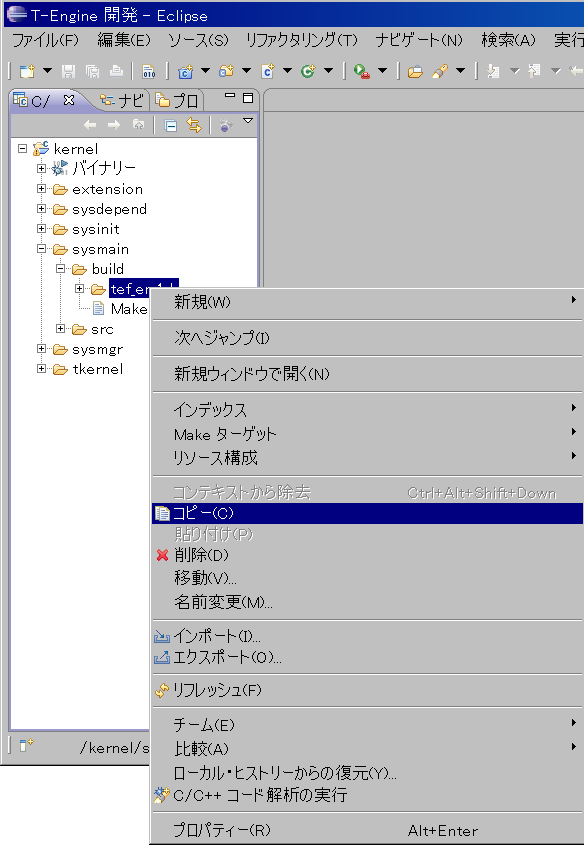 T-Engine 開発 - Eclipse
ファイル(F) 編集(E) ソース(S) リファクタリング(T) ナビゲート(N) 検索(A) 実行
C/ ナビ プロ
kernel
バイナリー
extension
sysdepend
sysinit
sysmain
build
Make
src
sysmgr
tkernel
新規(W)
次へジャンプ(I)
新規ウィンドウで開く(N)
インデックス
Make ターゲット
リソース構成
コンテキストから除去 Ctrl+Alt+Shift+Down
コピー(C)
貼り付け(P)
削除(D)
移動(V)...
名前変更(M)...
インポート(I)...
エクスポート(O)...
リフレッシュ(F)
チーム(E)
比較(A)
ローカル・ヒストリーからの復元(Y)...
C/C++ コード解析の実行
プロパティー(R) Alt+Enter
/kernel/s